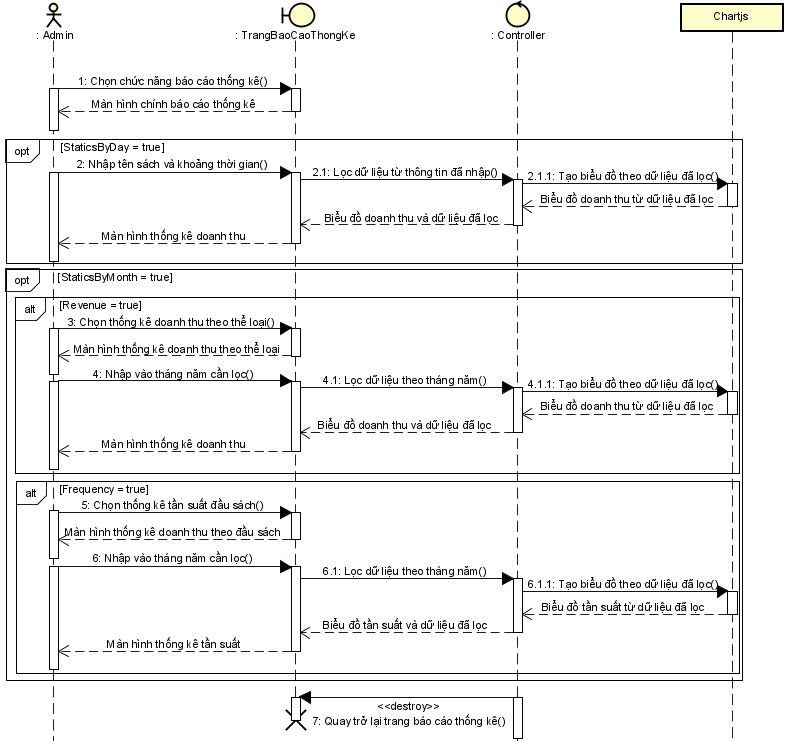 : Admin
: TrangBaoCaoThongKe
: Controller
Chartjs
1: Chọn chức năng báo cáo thống kê()
Màn hình chính báo cáo thống kê
opt
[StaticsByDay = true]
2: Nhập tên sách và khoảng thời gian()
2.1: Lọc dữ liệu từ thông tin đã nhập()
2.1.1: Tạo biểu đồ theo dữ liệu đã lọc()
Biểu đồ doanh thu từ dữ liệu đã lọc
Biểu đồ doanh thu và dữ liệu đã lọc
Màn hình thống kê doanh thu
opt
[StaticsByMonth = true]
alt
[Revenue = true]
3: Chọn thống kê doanh thu theo thể loại()
Màn hình thống kê doanh thu theo thể loại
4: Nhập vào tháng năm cần lọc()
4.1: Lọc dữ liệu theo tháng năm()
4.1.1: Tạo biểu đồ theo dữ liệu đã lọc()
Biểu đồ doanh thu từ dữ liệu đã lọc
Biểu đồ doanh thu và dữ liệu đã lọc
Màn hình thống kê doanh thu
alt
[Frequency = true]
5: Chọn thống kê tần suất đầu sách()
Màn hình thống kê doanh thu theo đầu sách
6: Nhập vào tháng năm cần lọc()
6.1: Lọc dữ liệu theo tháng năm()
6.1.1: Tạo biểu đồ theo dữ liệu đã lọc()
Biểu đồ tần suất từ dữ liệu đã lọc
Biểu đồ tần suất và dữ liệu đã lọc
Màn hình thống kê tần suất
<<destroy>>
7: Quay trở lại trang báo cáo thống kê()